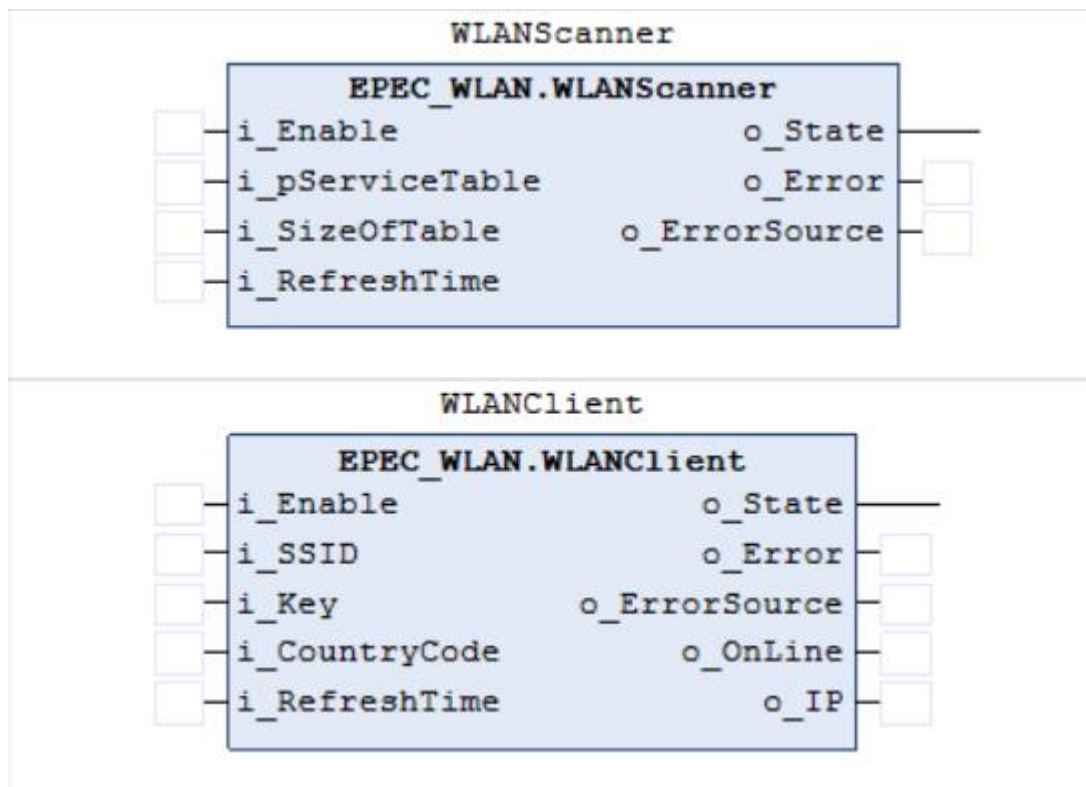 WLANScanner
EPEC_WLAN.WLANScanner
i_Enable o_State
i_pServiceTable o_Error
i_SizeOfTable o_ErrorSource
i_RefreshTime
WLANClient
EPEC_WLAN.WLANClient
i_Enable o_State
i_SSID o_Error
i_Key o_ErrorSource
i_CountryCode o_OnLine
i_RefreshTime o_IP